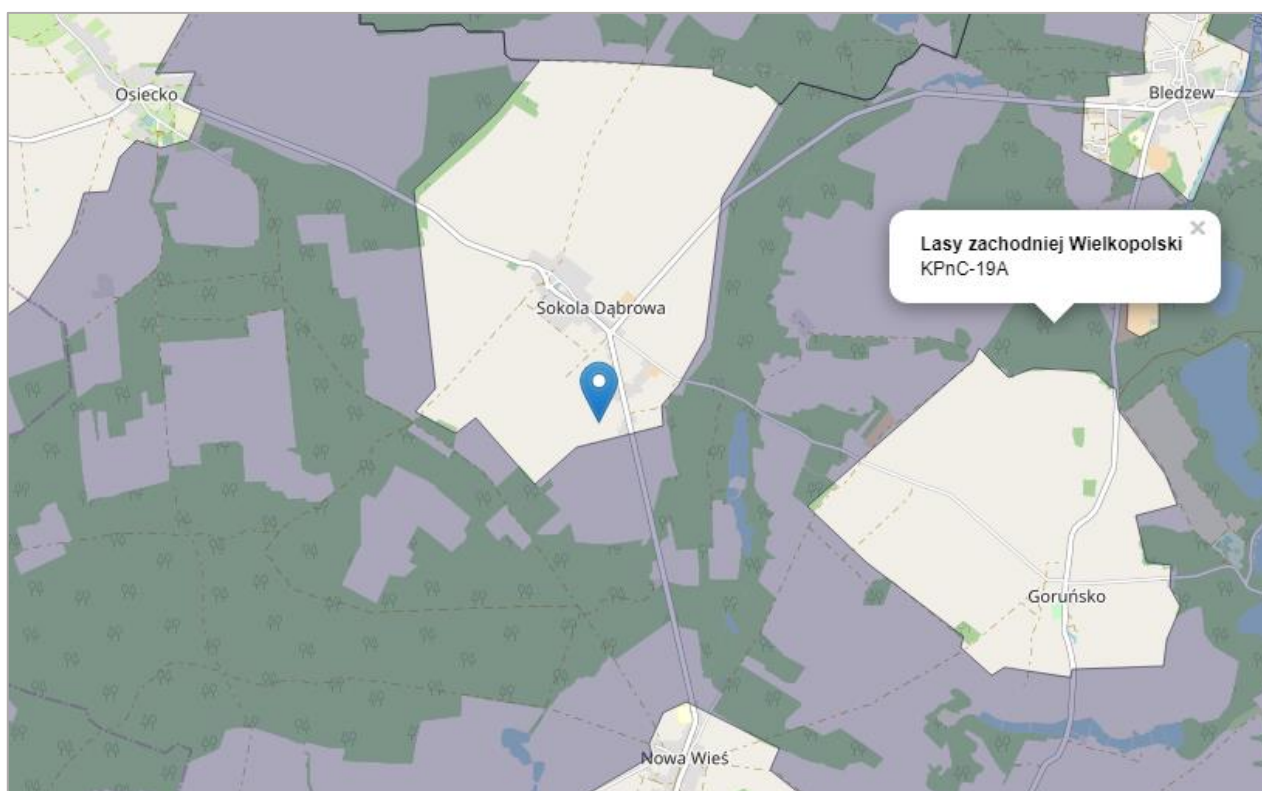 Osiecko
Bledzew
Lasy zachodniej Wielkopolski
KPnC-19A
Sokola Dąbrowa
Goruńsko
Nowa Wieś